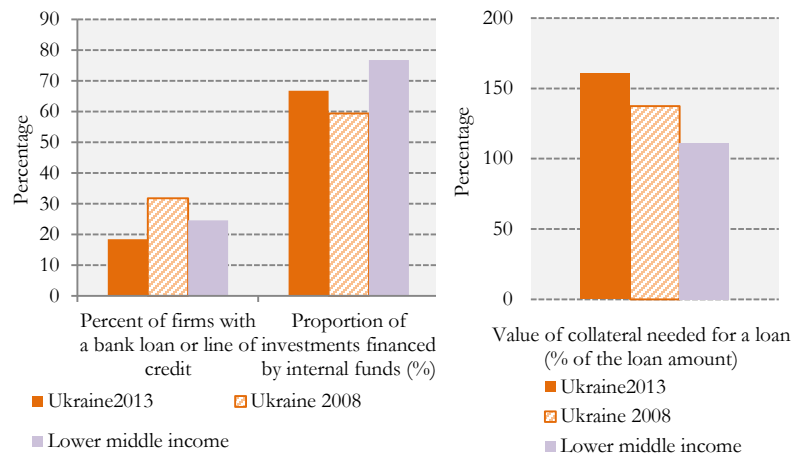 90
80
70
60
50
40
30
20
10
0
Percentage
Percent of firms with
a bank loan or line of
credit
Proportion of
investments financed
by internal funds (%)
Ukraine2013
Ukraine 2008
Lower middle income
200
150
100
50
0
Percentage
Value of collateral needed for a loan
(% of the loan amount)
Ukraine2013
Ukraine 2008
Lower middle income